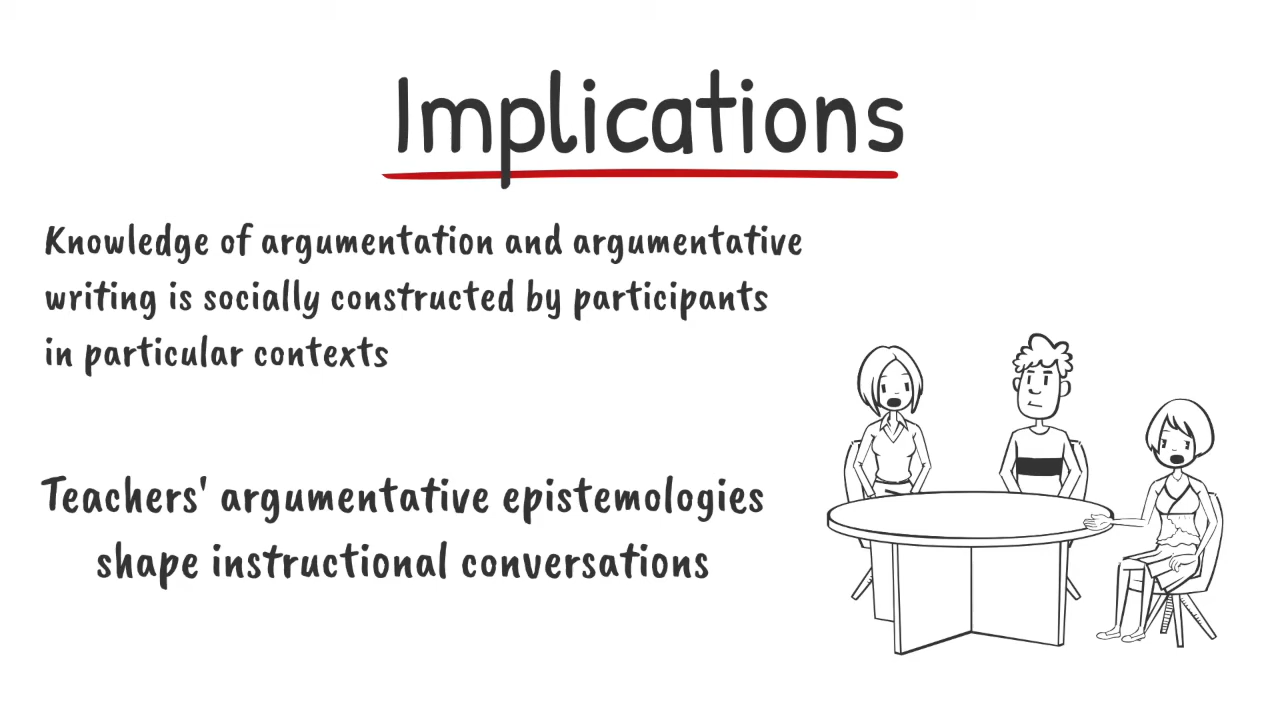 Implications
Knowledge of argumentation and argumentative
writing is socially constructed by participants
in particular contexts
Teachers' argumentative epistemologies
shape instructional conversations